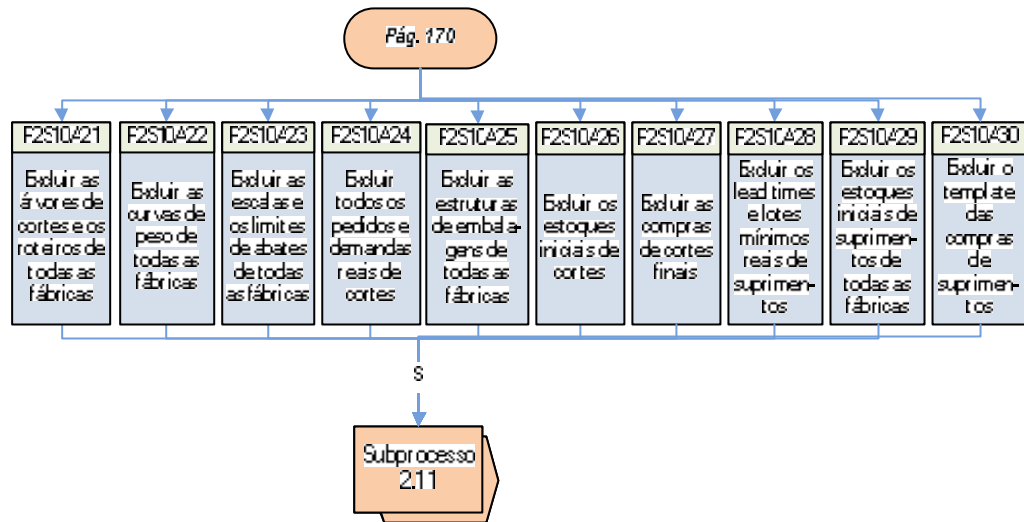 Pág. 170
F2S10A21
Excluir as
árvores de
cortes e os
roteiros de
todas as
fábricas
F2S10A22
Excluir as
curvas de
peso de
todas as
fábricas
F2S10A23
Excluir as
escalas e
os limites
de abates
de todas
as fábricas
F2S10A24
Excluir
todos os
pedidos e
demandas
reais de
cortes
F2S10A25
Excluir as
estruturas
de embala-
gens de
todas as
fábricas
F2S10A26
Excluir os
estoques
iniciais de
cortes
F2S10A27
Excluir as
compras
de cortes
finais
F2S10A28
Excluir os
lead times
e lotes
mínimos
reais de
suprimen-
tos
F2S10A29
Excluir os
estoques
iniciais de
suprimen-
tos de
todas as
fábricas
F2S10A30
Excluir o
template
das
compras
de
suprimen-
tos
S
Subprocesso
2.11